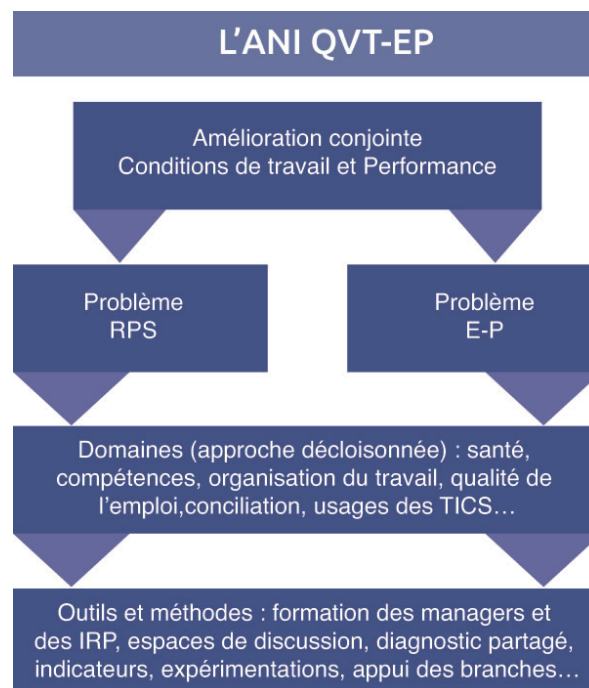 L'ANI QVT-EP
Amélioration conjointe
Conditions de travail et Performance
Problème
RPS
Problème
E-P
Domaines (approche décloisonnée) : santé,
compétences, organisation du travail, qualité de
l'emploi,conciliation, usages des TICS…
Outils et méthodes : formation des managers et
des IRP, espaces de discussion, diagnostic partagé,
indicateurs, expérimentations, appui des branches…